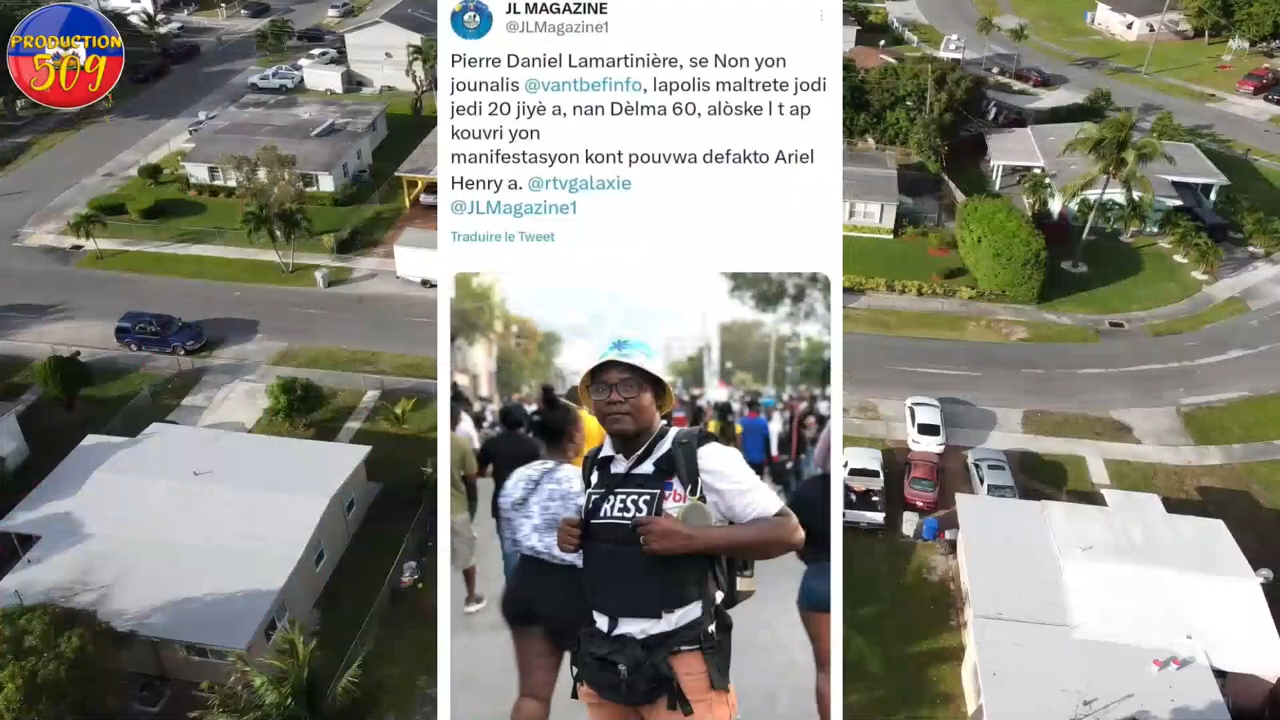 PRODUCTION
509
JL MAGAZINE
@JLMagazine1
Pierre Daniel Lamartinière, se Non yon
jounalis @vantbefinfo, lapolis maltrete jodi
jedi 20 jiyè a, nan Dèlma 60, alòske l t ap
kouvri yon
manifestasyon kont pouvwa defakto Ariel
Henry a. @rtvgalaxie
@JLMagazine1
Traduire le Tweet
PRESS
vbi